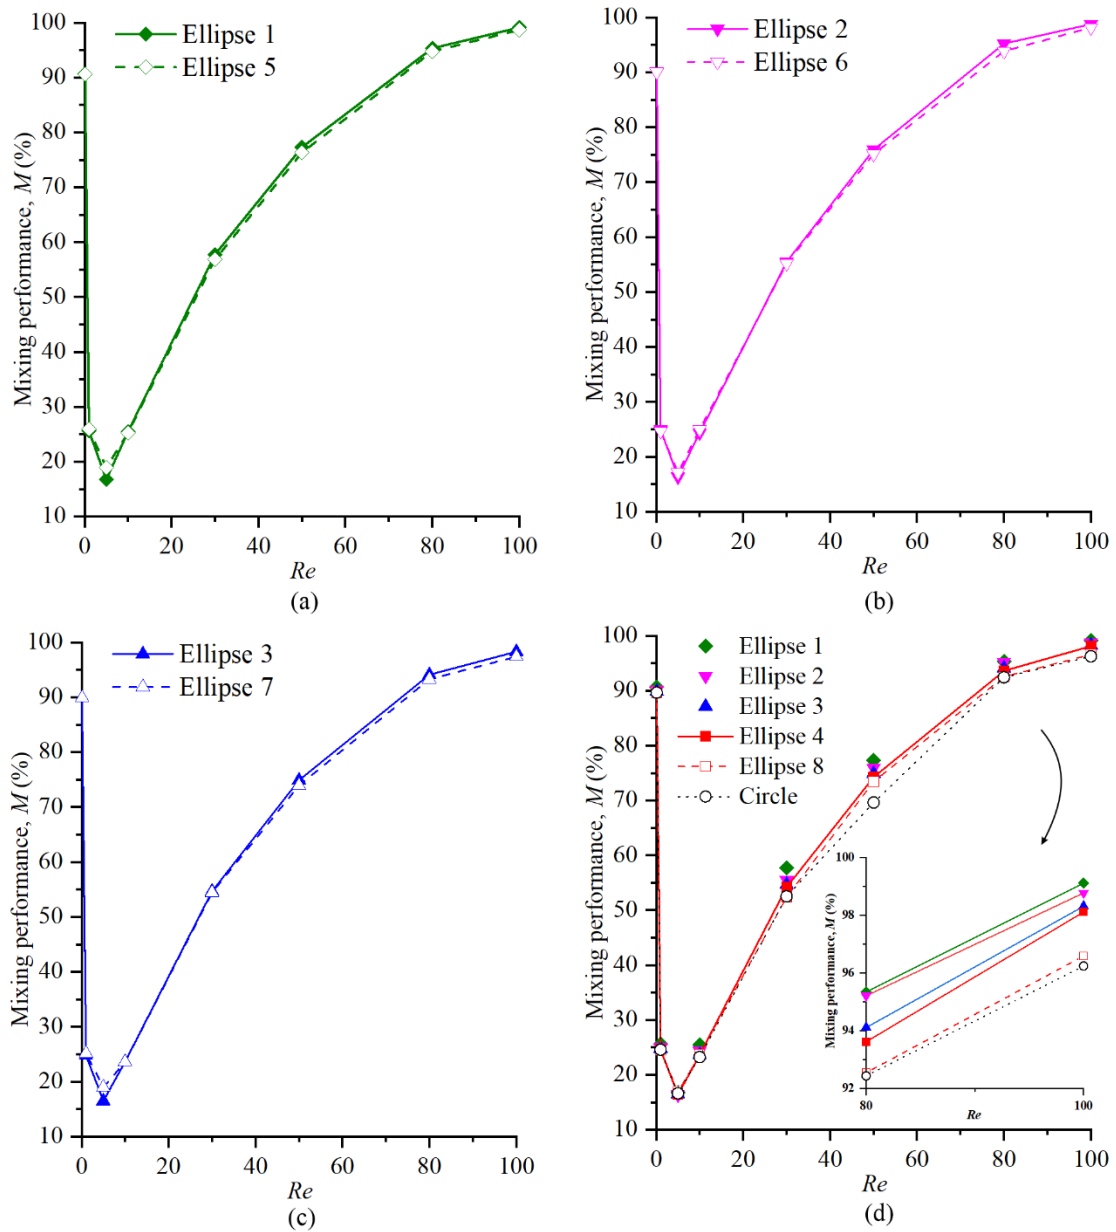 100
90
80
70
60
50
40
30
20
10
Mixing performance, M (%)
Ellipse 1
Ellipse 5
0 20 40 60 80 100
Re
(a)
100
90
80
70
60
50
40
30
20
10
Mixing performance, M (%)
Ellipse 2
Ellipse 6
0 20 40 60 80 100
Re
(b)
100
90
80
70
60
50
40
30
20
10
Mixing performance, M (%)
Ellipse 3
Ellipse 7
0 20 40 60 80 100
Re
(c)
100
90
80
70
60
50
40
30
20
10
Mixing performance, M (%)
Ellipse 1
Ellipse 2
Ellipse 3
Ellipse 4
Ellipse 8
Circle
100
98
96
94
92
Mixing performance, M (%)
80 100
Re
0 20 40 60 80 100
Re
(d)